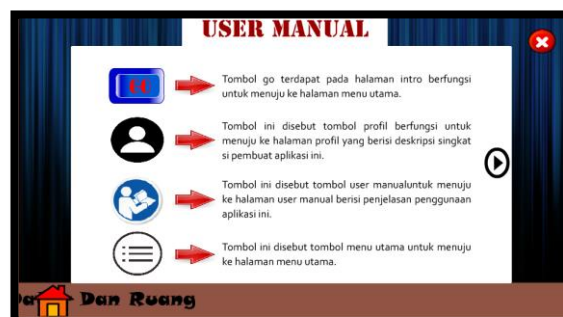 USER MANUAL
GO
Tombol go terdapat pada halaman intro berfungsi
untuk menuju ke halaman menu utama.
Tombol ini disebut tombol profil berfungsi untuk
menuju ke halaman profil yang berisi deskripsi singkat
si pembuat aplikasi ini.
Tombol ini disebut tombol user manualuntuk menuju
ke halaman user manual berisi penjelasan penggunaan
aplikasi ini.
Tombol ini disebut tombol menu utama untuk menuju
ke halaman menu utama.
Dan Ruang